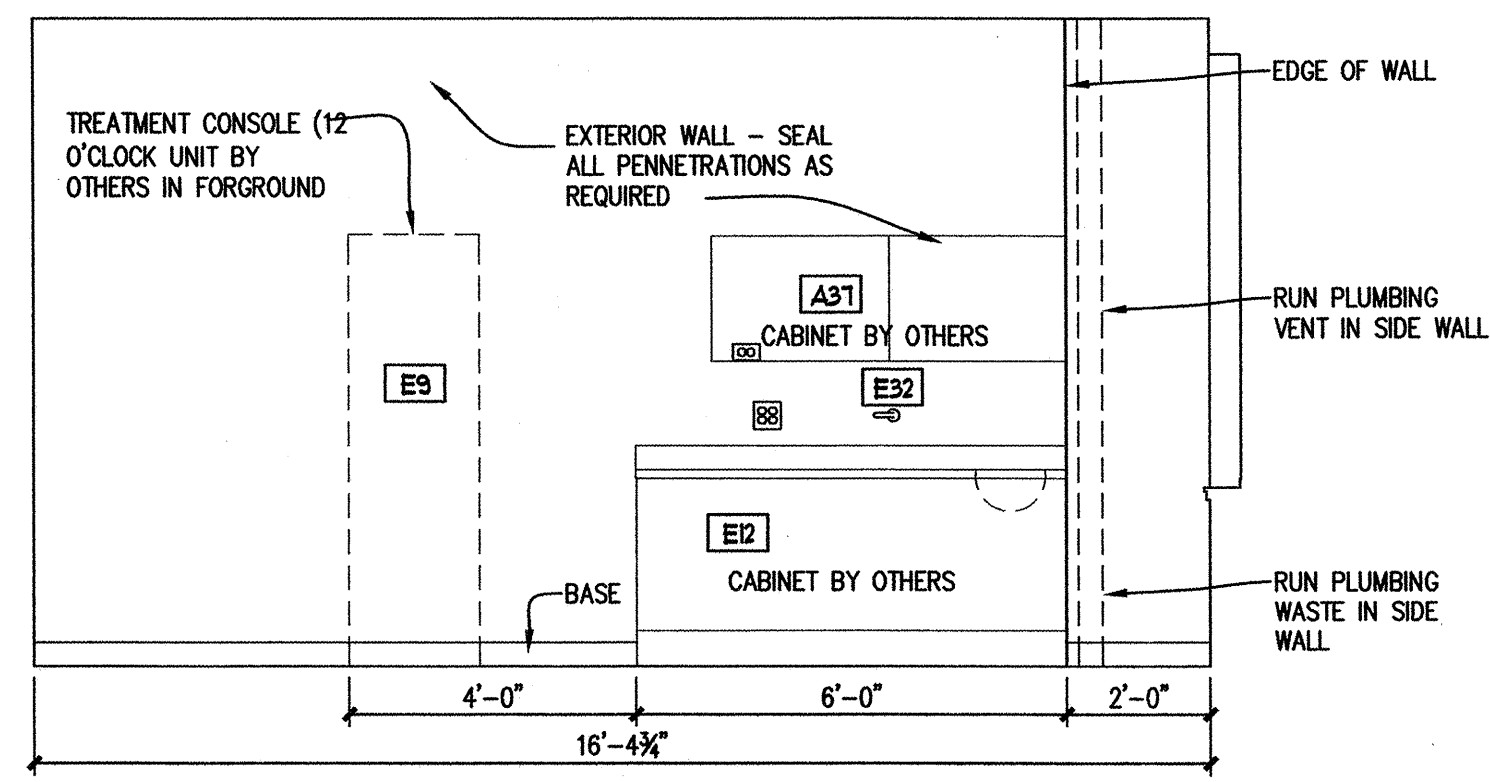 EDGE OF WALL
TREATMENT CONSOLE (12
O'CLOCK UNIT BY
OTHERS IN FORGROUND
EXTERIOR WALL – SEAL
ALL PENNETRATIONS AS
REQUIRED
A37
CABINET BY OTHERS
RUN PLUMBING
VENT IN SIDE WALL
E9
E32
E12
CABINET BY OTHERS
BASE
RUN PLUMBING
WASTE IN SIDE
WALL
4'-0"
6'-0"
2'-0"
16'-4¾"